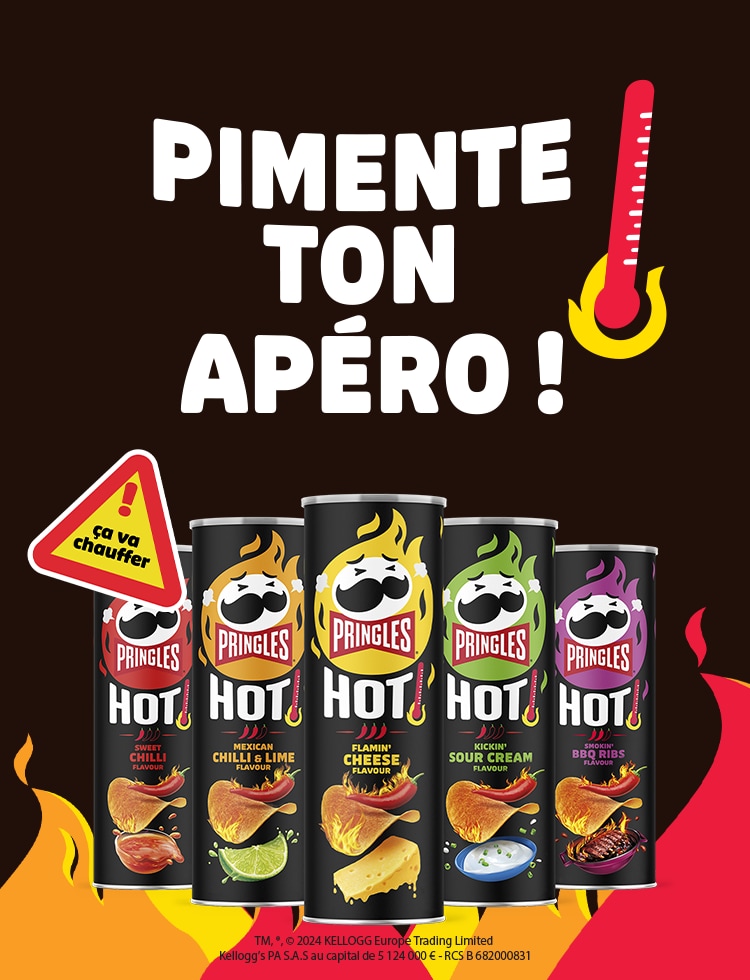 PIMENTE
TON
APÉRO !
!
ça va
chauffer
PRINGLES
HOT
SWEET
CHILLI
FLAVOUR
PRINGLES
HOT
MEXICAN
CHILLI & LIME
FLAVOUR
PRINGLES
HOT
FLAMIN'
CHEESE
FLAVOUR
PRINGLES
HOT
KICKIN'
SOUR CREAM
FLAVOUR
PRINGLES
HOT
SMOKIN'
BBQ RIBS
FLAVOUR
TM, *, © 2024 KELLOGG Europe Trading Limited
Kellogg's PA S.A.S au capital de 5 124 000 € - RCS B 682000831